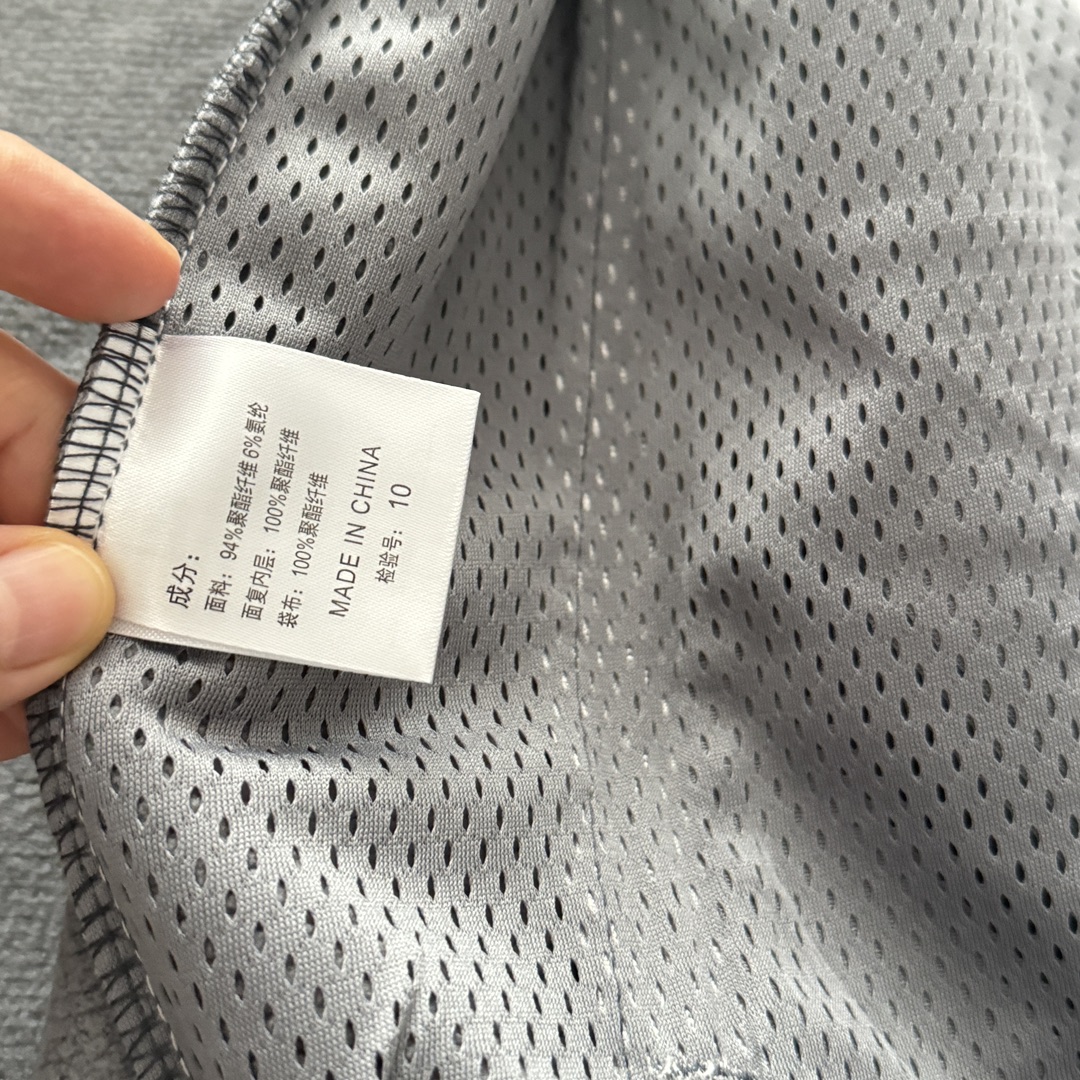 成分：
面料：94%聚酯纤维 6%氨纶
面复内层：100%聚酯纤维
袋布：100%聚酯纤维
MADE IN CHINA
检验号：10